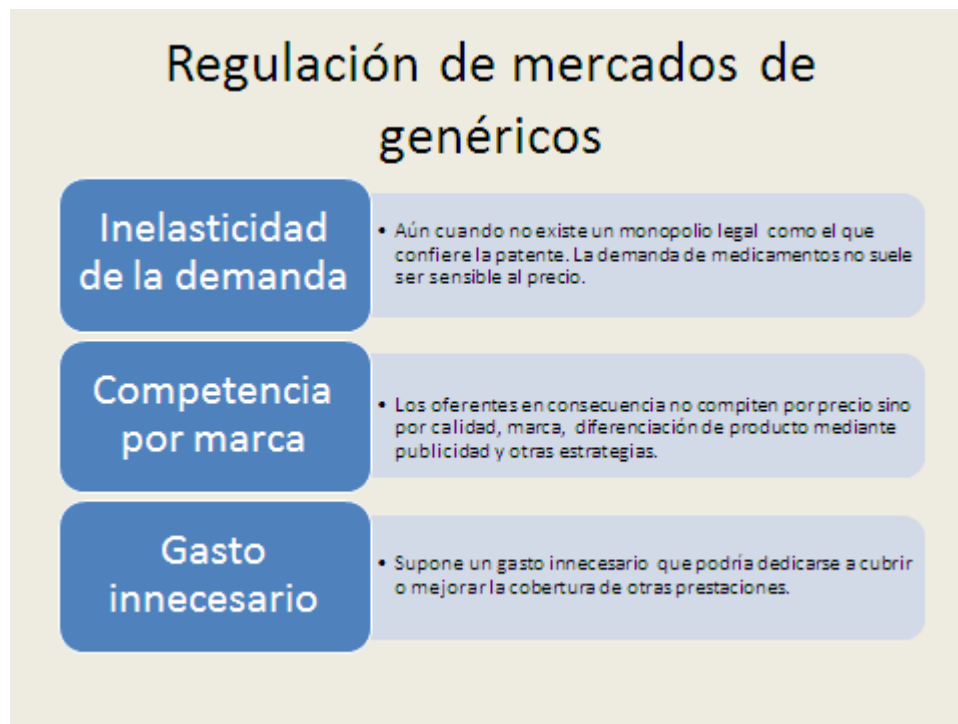 Regulación de mercados de
genéricos
Inelasticidad
de la demanda
• Aún cuando no existe un monopolio legal como el que
confiere la patente. La demanda de medicamentos no suele
ser sensible al precio.
Competencia
por marca
• Los oferentes en consecuencia no compiten por precio sino
por calidad, marca, diferenciación de producto mediante
publicidad y otras estrategias.
Gasto
innecesario
• Supone un gasto innecesario que podría dedicarse a cubrir
o mejorar la cobertura de otras prestaciones.